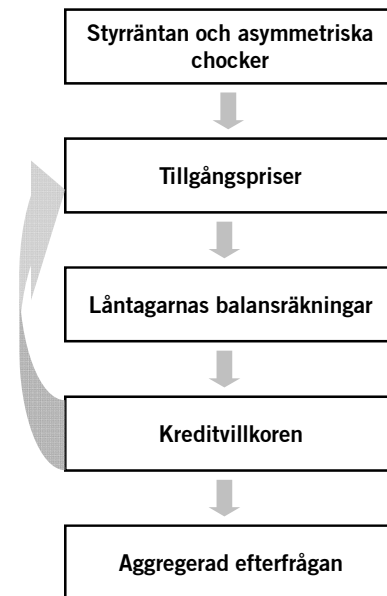 Styrräntan och asymmetriska
chocker
Tillgångspriser
Låntagarnas balansräkningar
Kreditvillkoren
Aggregerad efterfrågan